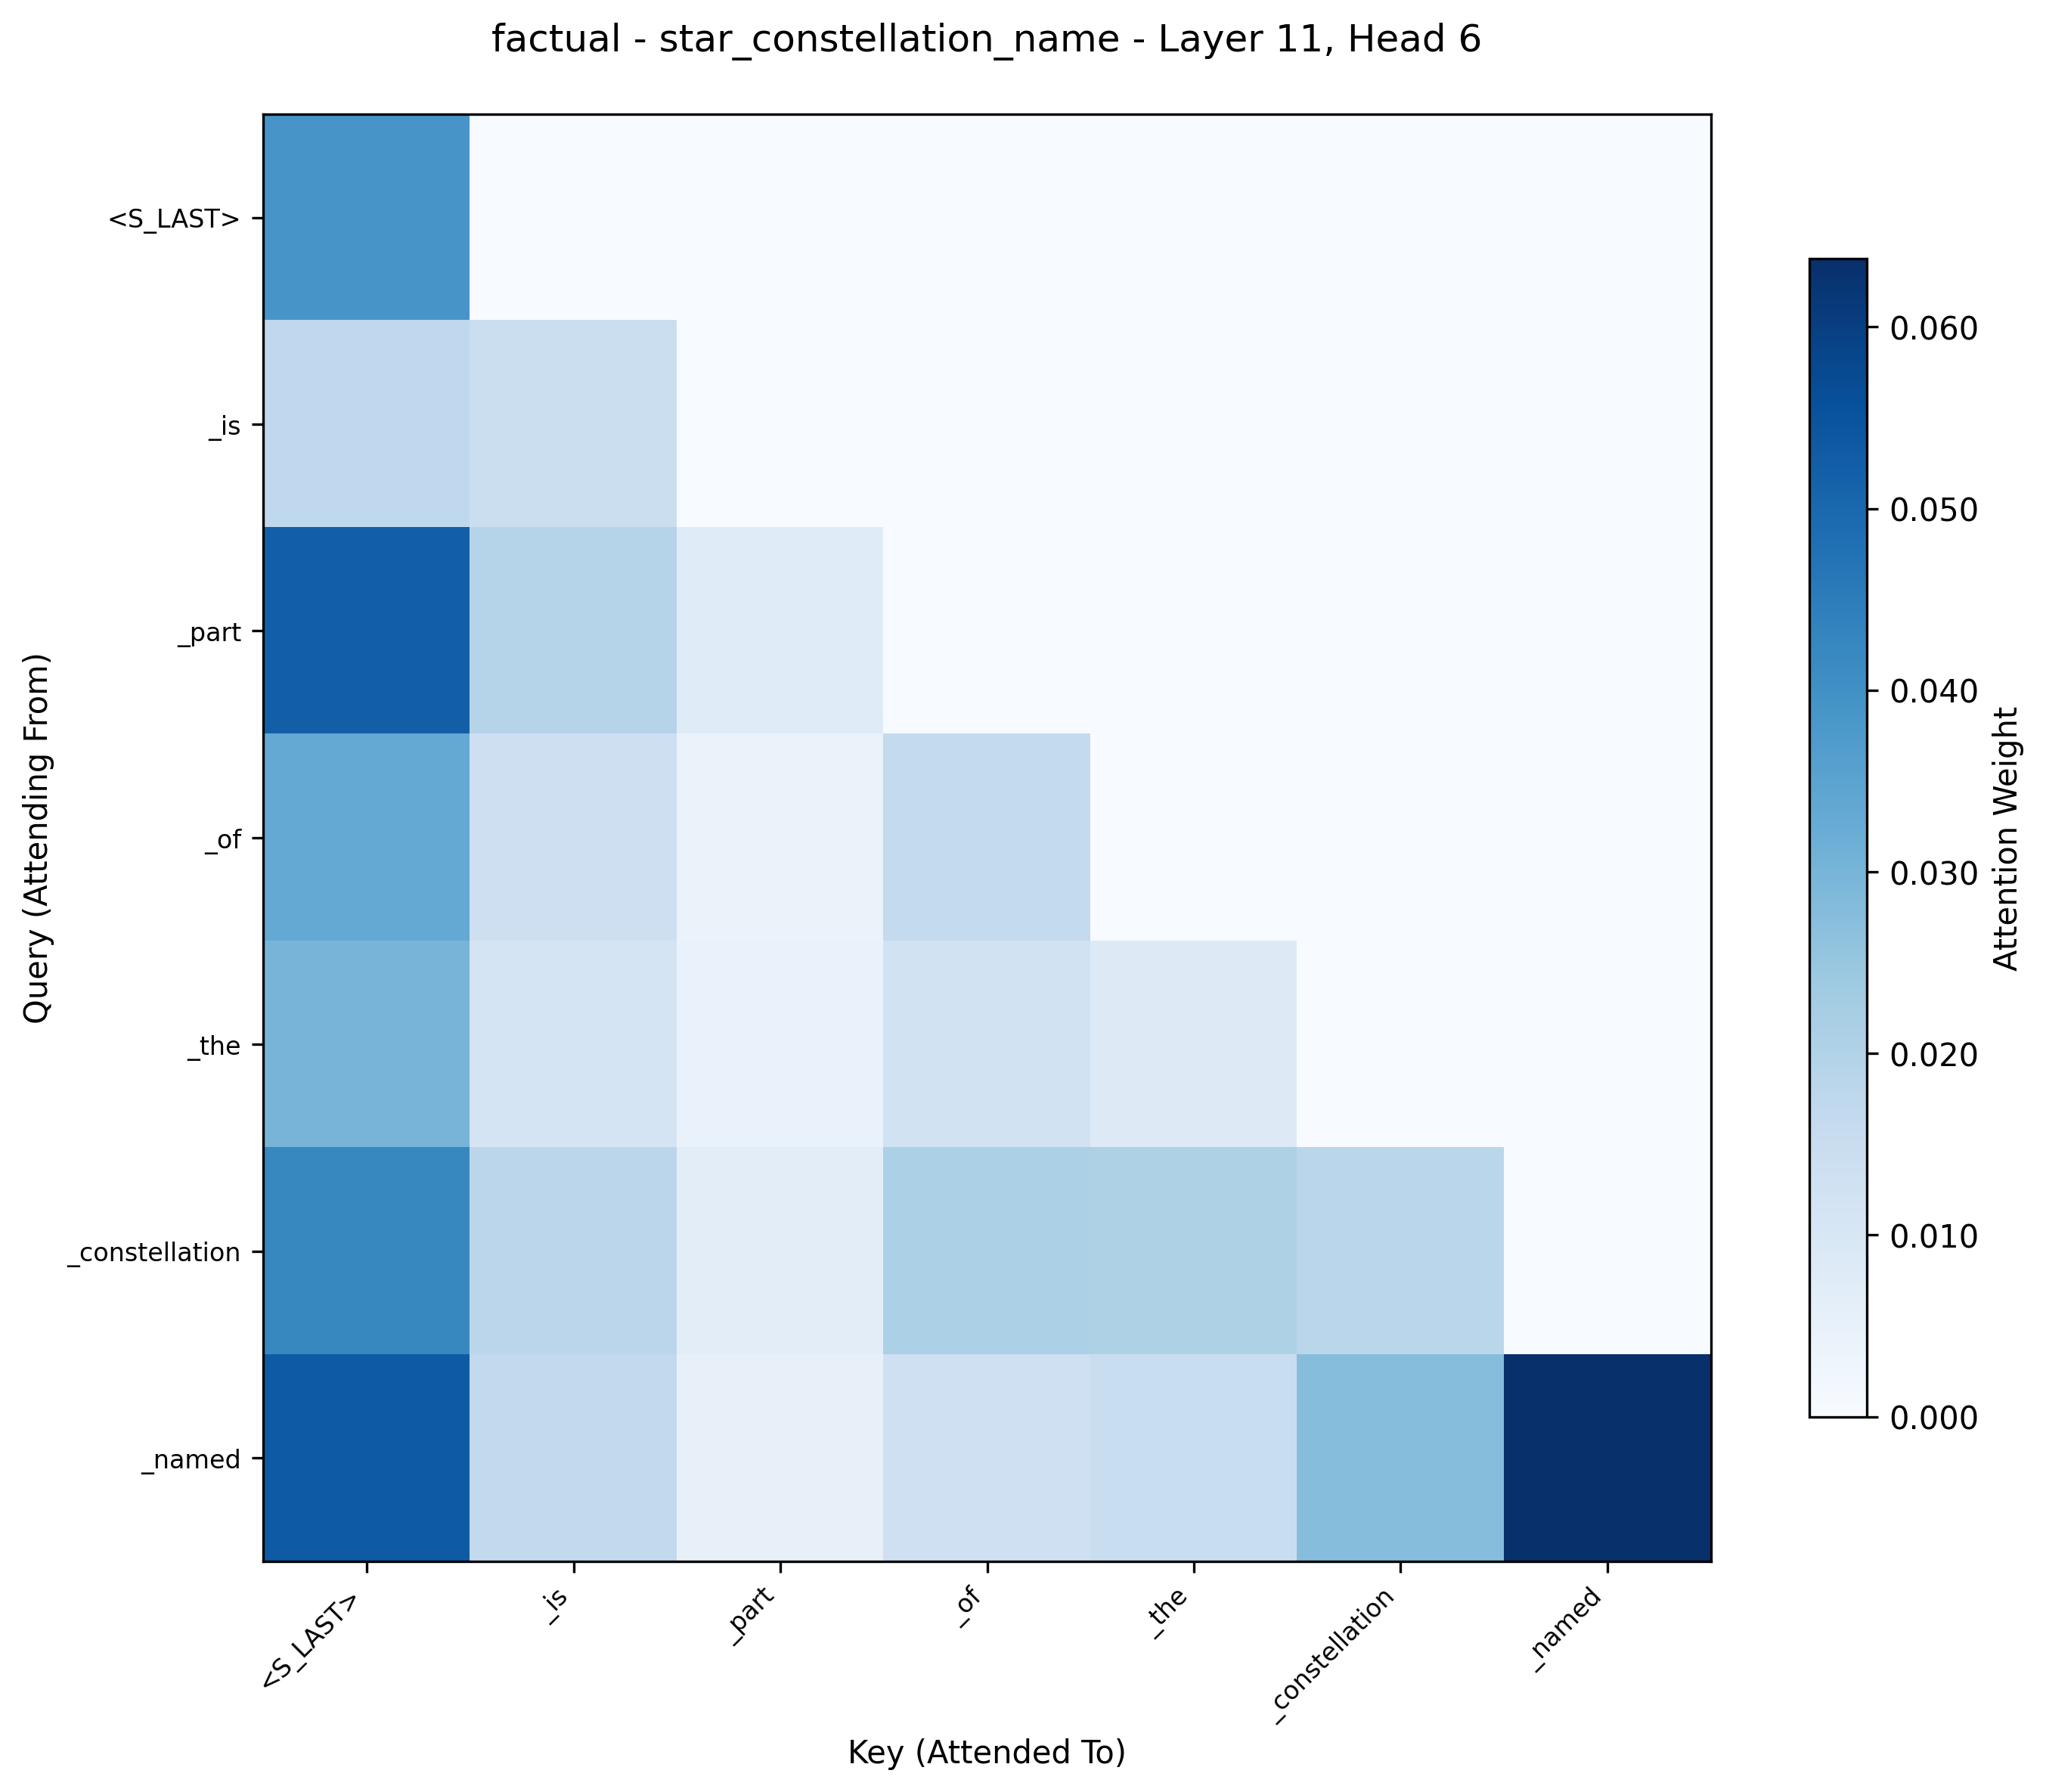 factual - star_constellation_name - Layer 11, Head 6
Query (Attending From)
<S_LAST>
_is
_part
_of
_the
_constellation
_named
<S_LAST>
_is
_part
_of
_the
_constellation
_named
Key (Attended To)
0.060
0.050
0.040
0.030
0.020
0.010
0.000
Attention Weight